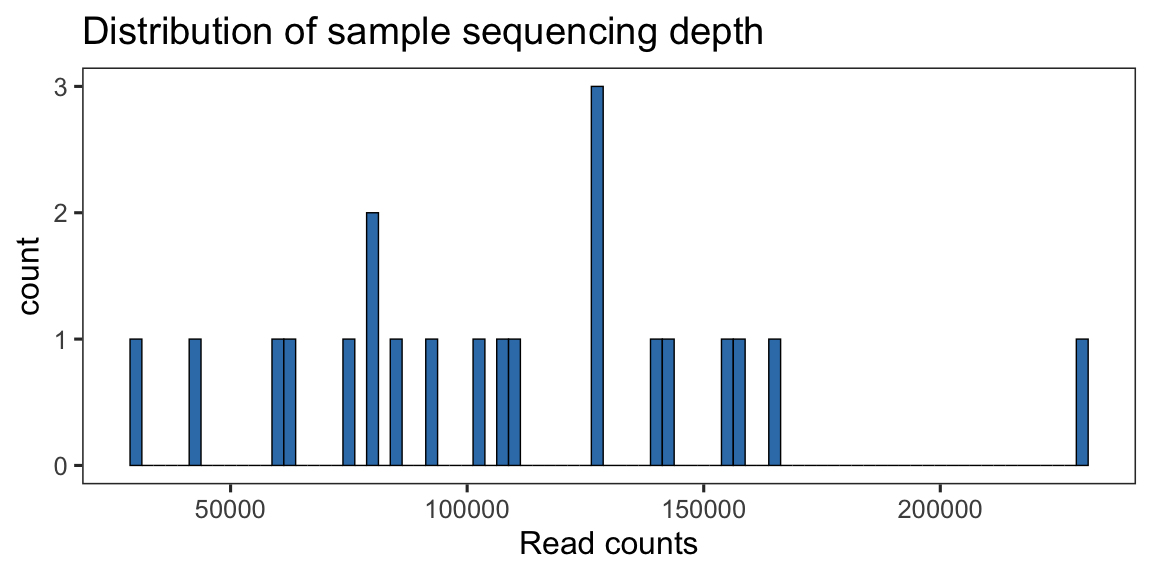 Distribution of sample sequencing depth
3
2
1
0
count
50000 100000 150000 200000
Read counts